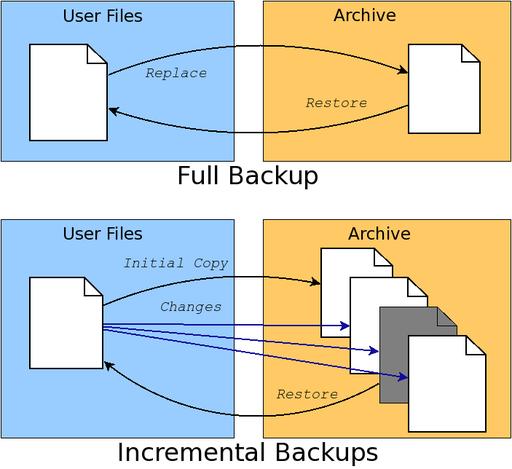 User Files
Archive
Replace
Restore
Full Backup
User Files
Archive
Initial Copy
Changes
Restore
Incremental Backups